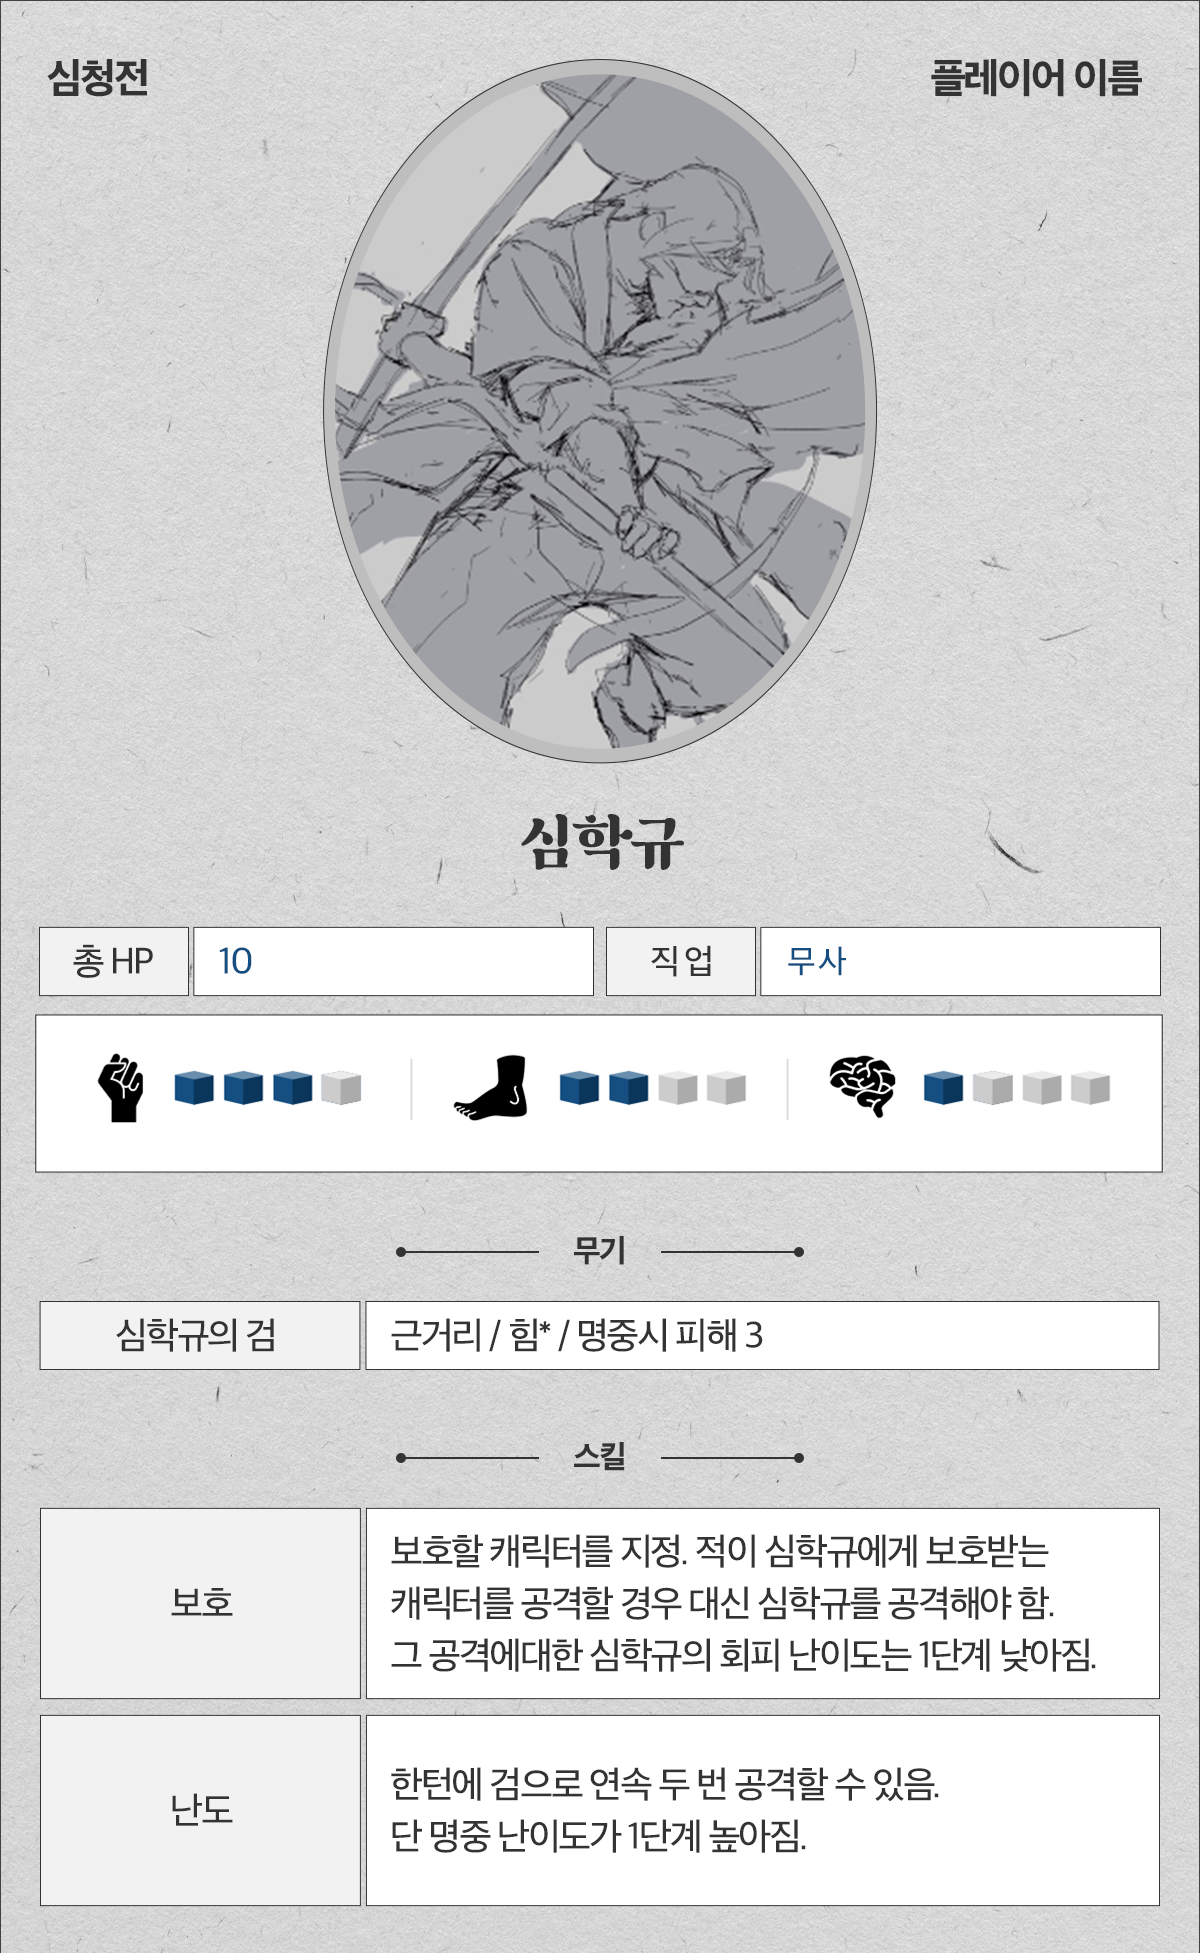 심청전
플레이어 이름
심학규
총 HP
10
직업
무사
무기
심학규의 검
근거리 / 힘* / 명중시 피해 3
스킬
보호
보호할 캐릭터를 지정. 적이 심학규에게 보호받는
캐릭터를 공격할 경우 대신 심학규를 공격해야 함.
그 공격에대한 심학규의 회피 난이도는 1단계 낮아짐.
난도
한턴에 검으로 연속 두 번 공격할 수 있음.
단 명중 난이도가 1단계 높아짐.